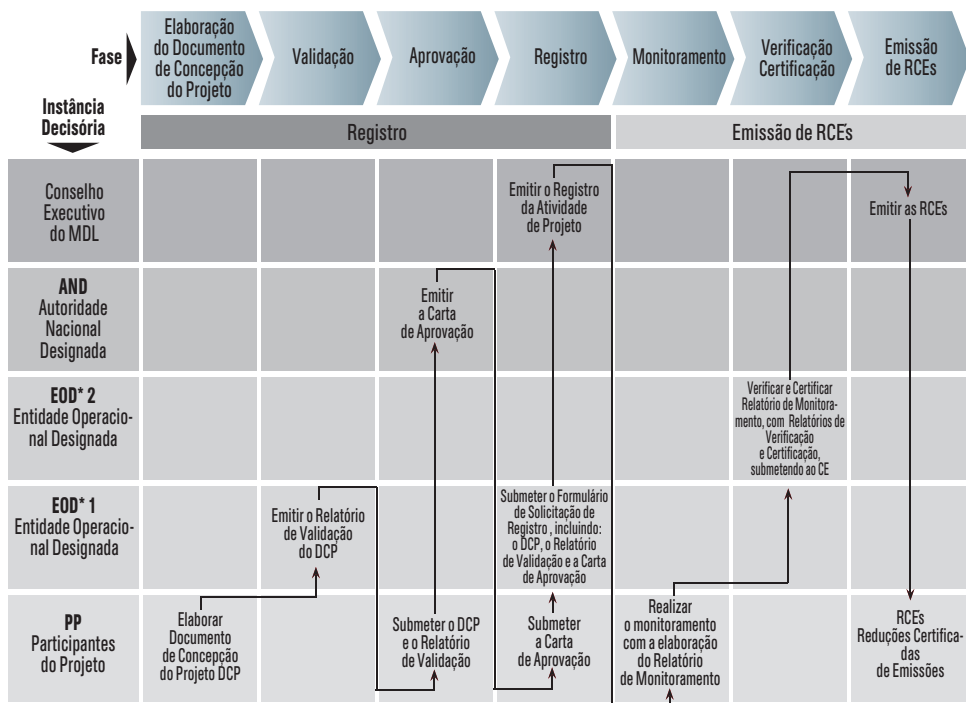 Fase
Elaboração
do Documento
de Concepção
do Projeto
Validação
Aprovação
Registro
Monitoramento
Verificação
Certificação
Emissão
de RCEs
Instância
Decisória
Registro
Emissão de RCE's
Conselho
Executivo
do MDL
Emitir o Registro
da Atividade
de Projeto
Emitir as RCEs
AND
Autoridade
Nacional
Designada
Emitir
a Carta
de Aprovação
EOD* 2
Entidade Operacio-
nal Designada
Verificar e Certificar
Relatório de Monitora-
mento, com Relatórios de
Verificação
e Certificação,
submetendo ao CE
EOD* 1
Entidade Operacio-
nal Designada
Emitir o Relatório
de Validação
do DCP
Submeter o Formulário
de Solicitação de
Registro , incluindo:
o DCP, o Relatório
de Validação e a Carta
de Aprovação
PP
Participantes
do Projeto
Elaborar
Documento
de Concepção
do Projeto DCP
Submeter o DCP
e o Relatório
de Validação
Submeter
a Carta
de Aprovação
Realizar
o monitoramento
com a elaboração
do Relatório
de Monitoramento
RCEs
Reduções Certifica-
das
de Emissões